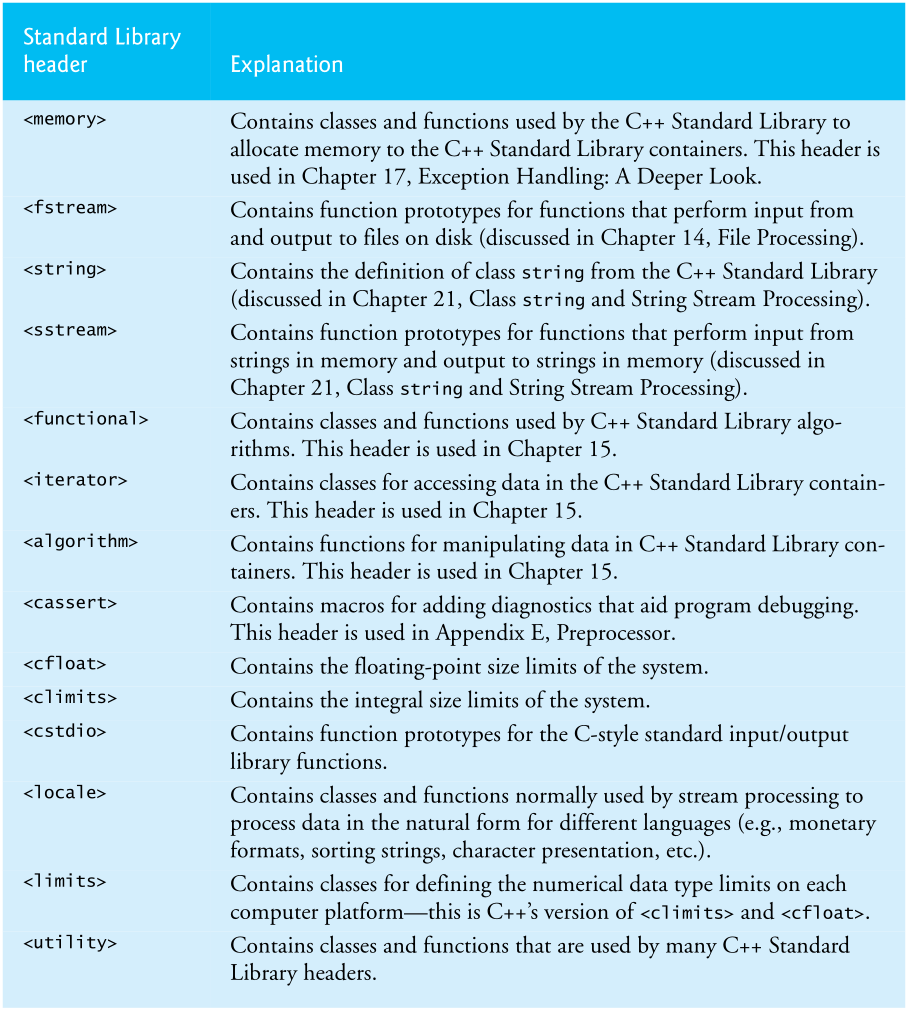 Standard Library
header
Explanation
<memory>
Contains classes and functions used by the C++ Standard Library to
allocate memory to the C++ Standard Library containers. This header is
used in Chapter 17, Exception Handling: A Deeper Look.
<fstream>
Contains function prototypes for functions that perform input from
and output to files on disk (discussed in Chapter 14, File Processing).
<string>
Contains the definition of class string from the C++ Standard Library
(discussed in Chapter 21, Class string and String Stream Processing).
<sstream>
Contains function prototypes for functions that perform input from
strings in memory and output to strings in memory (discussed in
Chapter 21, Class string and String Stream Processing).
<functional>
Contains classes and functions used by C++ Standard Library algo-
rithms. This header is used in Chapter 15.
<iterator>
Contains classes for accessing data in the C++ Standard Library contain-
ers. This header is used in Chapter 15.
<algorithm>
Contains functions for manipulating data in C++ Standard Library con-
tainers. This header is used in Chapter 15.
<cassert>
Contains macros for adding diagnostics that aid program debugging.
This header is used in Appendix E, Preprocessor.
<cfloat>
Contains the floating-point size limits of the system.
<climits>
Contains the integral size limits of the system.
<cstdio>
Contains function prototypes for the C-style standard input/output
library functions.
<locale>
Contains classes and functions normally used by stream processing to
process data in the natural form for different languages (e.g., monetary
formats, sorting strings, character presentation, etc.).
<limits>
Contains classes for defining the numerical data type limits on each
computer platform—this is C++’s version of <climits> and <cfloat>.
<utility>
Contains classes and functions that are used by many C++ Standard
Library headers.